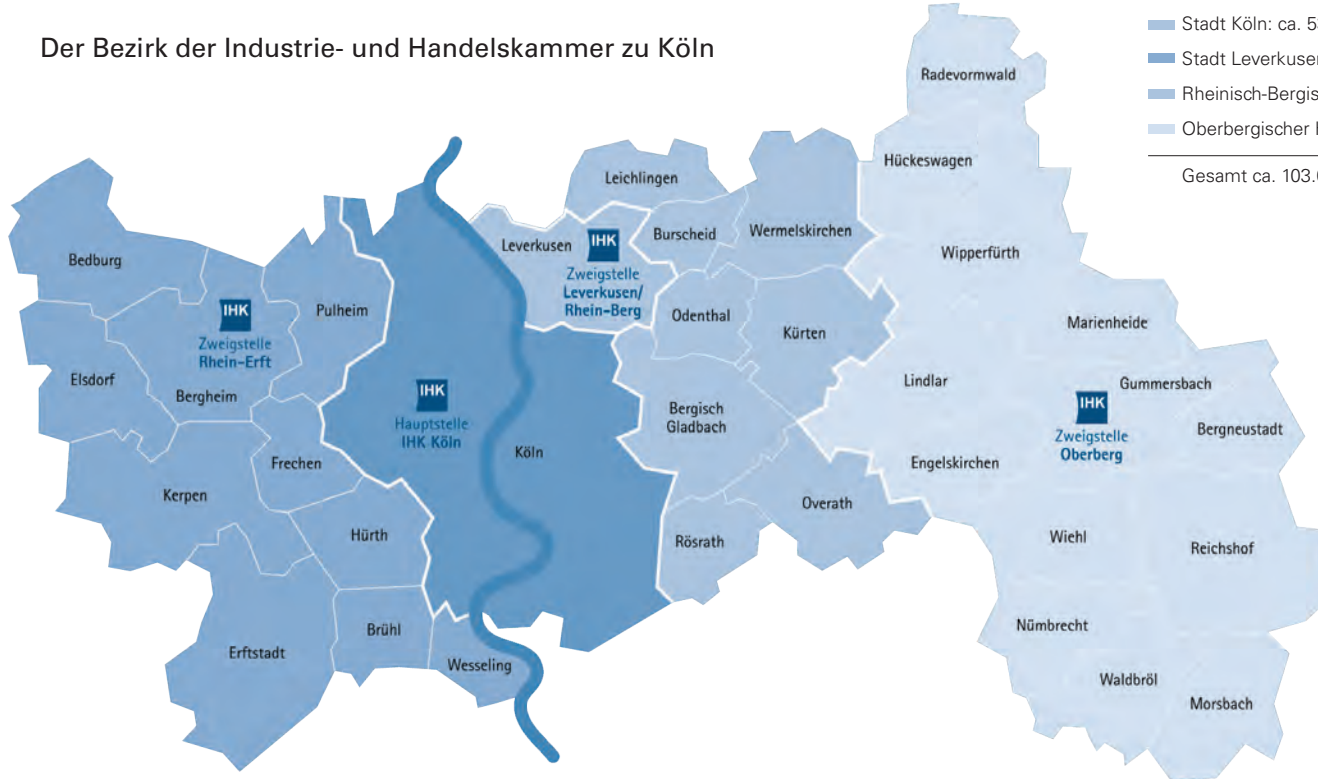 Der Bezirk der Industrie- und Handelskammer zu Köln
Stadt Köln: ca.
Stadt
Rheinisch-
Oberbergischer
Gesamt ca. 103.
Radevormwald
Hückeswagen
Leichlingen
Leverkusen
Burscheid
Wermelskirchen
Wipperfürth
IHK
Zweigstelle
Leverkusen/
Rhein-Berg
Bedburg
Pulheim
IHK
Zweigstelle
Rhein-Erft
Odenthal
Kürten
Marienheide
Elsdorf
Bergheim
IHK
Hauptstelle
IHK Köln
Lindlar
Gummersbach
IHK
Zweigstelle
Oberberg
Bergneustadt
Bergisch
Gladbach
Köln
Frechen
Kerpen
Engelskirchen
Overath
Hürth
Rösrath
Wiehl
Reichshof
Brühl
Erftstadt
Wesseling
Nümbrecht
Waldbröl
Morsbach